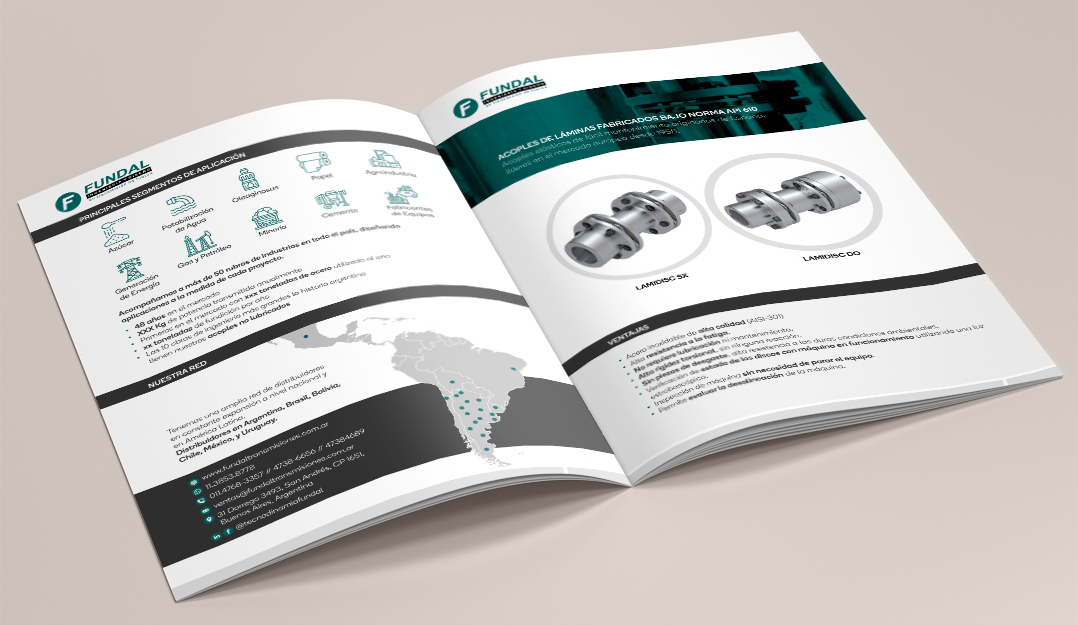 FUNDAL
PRINCIPALES SEGMENTOS DE APLICACIÓN
Azúcar
Potabilización
de Agua
Oleaginosas
Papel
Agroindustria
Generación
de Energía
Gas y Petróleo
Minería
Cemento
Fabricantes
de Equipos
Acompañamos a más de 50 rubros de industrias en todo el país, diseñando
aplicaciones a la medida de cada proyecto.
48 años en el mercado
XXX Kg de potencia transmitida anualmente
Primeros en el mercado con xxx toneladas de acero utilizado al año
xx toneladas de fundición por año
Las 10 obras de ingeniería más grandes la historia argentina
tienen nuestros acoples no lubricados
NUESTRA RED
Tenemos una amplia red de distribuidores
en constante expansión a nivel nacional y
en América Latina.
Distribuidores en Argentina, Brasil, Bolivia,
Chile, México, y Uruguay.
www.fundaltransmisiones.com.ar
11.3853.8778
011.4768-3357 // 4738-6656 // 47384689
ventas@fundaltransmisiones.com.ar
31 Dorrego 3493, San Andrés, CP 1651,
Buenos Aires, Argentina
@tecnodinamiafundal
FUNDAL
ACOPLES DE LÁMINAS FABRICADOS BAJO NORMA API 610
Acoples elásticos de fácil mantenimiento originarios de España,
líderes en el mercado europeo desde 1951.
LAMIDISC SX
LAMIDISC DO
VENTAJAS
Acero inoxidable de alta calidad (AISI-301)
Alta resistencia a la fatiga.
No requiere lubricación ni mantenimiento.
Alta rigidez torsional, sin ninguna reacción.
Sin piezas de desgaste, alta resistencia a las duras condiciones ambientales.
Verificación de estado de los discos con máquina en funcionamiento utilizando una luz
estroboscópica.
Inspección de máquina sin necesidad de parar el equipo.
Permite evaluar la desalineación de la máquina.